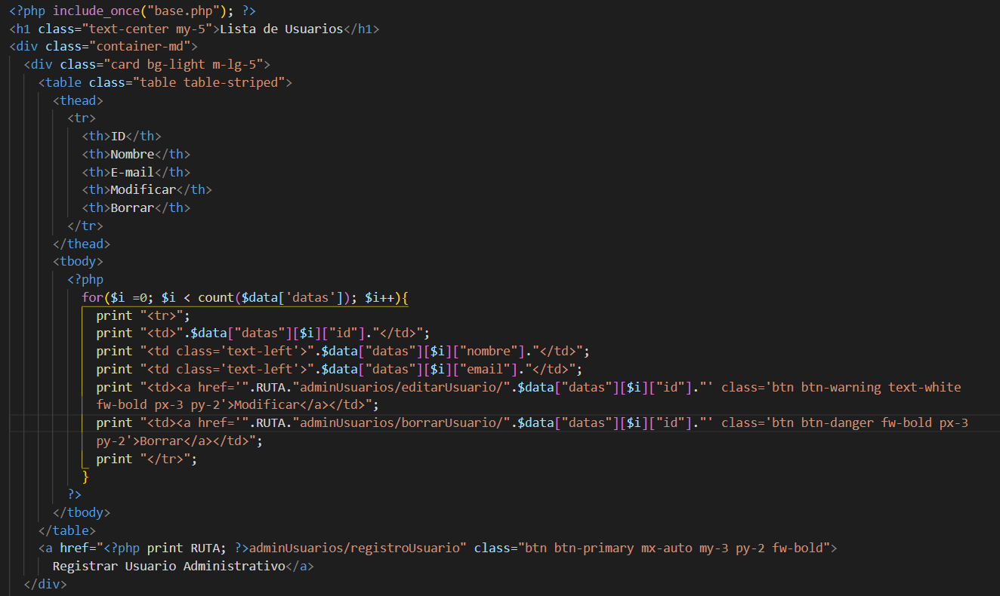 <?php include_once("base.php"); ?>
<h1 class="text-center my-5">Lista de Usuarios</h1>
<div class="container-md">
  <div class="card bg-light m-lg-5">
    <table class="table table-striped">
      <thead>
        <tr>
          <th>ID</th>
          <th>Nombre</th>
          <th>E-mail</th>
          <th>Modificar</th>
          <th>Borrar</th>
        </tr>
      </thead>
      <tbody>
        <?php
          for($i =0; $i < count($data['datas']); $i++){
            print "<tr>";
            print "<td>".$data["datas"][$i]["id"]."</td>";
            print "<td class='text-left'>".$data["datas"][$i]["nombre"]."</td>";
            print "<td class='text-left'>".$data["datas"][$i]["email"]."</td>";
            print "<td><a href='".RUTA."adminUsuarios/editarUsuario/".$data["datas"][$i]["id"]."' class='btn btn-warning text-white
            fw-bold px-3 py-2'>Modificar</a></td>";
            print "<td><a href='".RUTA."adminUsuarios/borrarUsuario/".$data["datas"][$i]["id"]."' class='btn btn-danger fw-bold px-3
            py-2'>Borrar</a></td>";
            print "</tr>";
          }
        ?>
      </tbody>
    </table>
    <a href="<?php print RUTA; ?>adminUsuarios/registroUsuario" class="btn btn-primary mx-auto my-3 py-2 fw-bold">
      Registrar Usuario Administrativo</a>
  </div>